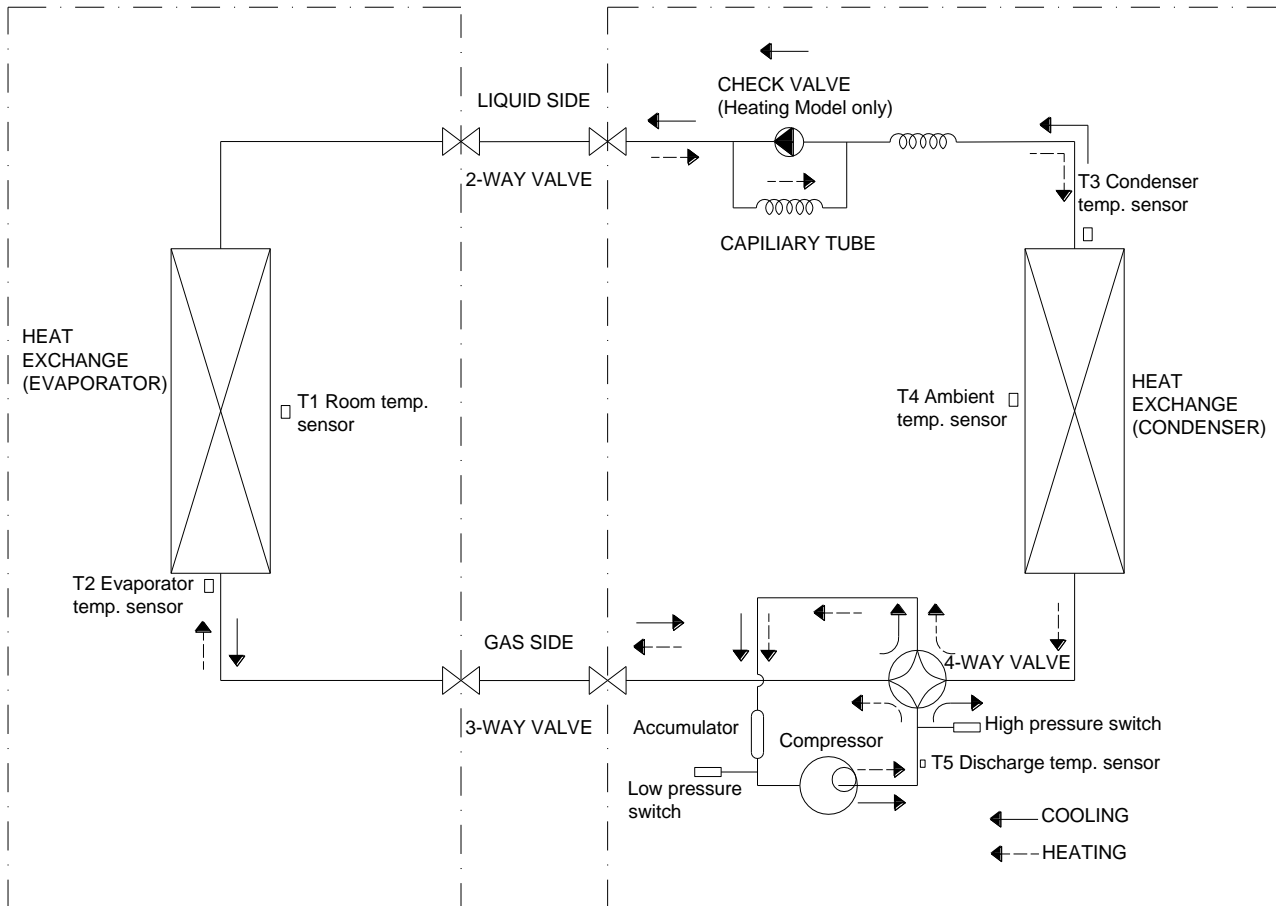 CHECK VALVE
(Heating Model only)
LIQUID SIDE
2-WAY VALVE
T3 Condenser
temp. sensor
CAPILIARY TUBE
HEAT
EXCHANGE
(EVAPORATOR)
T1 Room temp.
sensor
T4 Ambient
temp. sensor
HEAT
EXCHANGE
(CONDENSER)
T2 Evaporator
temp. sensor
GAS SIDE
4-WAY VALVE
3-WAY VALVE
Accumulator
Compressor
High pressure switch
T5 Discharge temp. sensor
Low pressure
switch
COOLING
HEATING